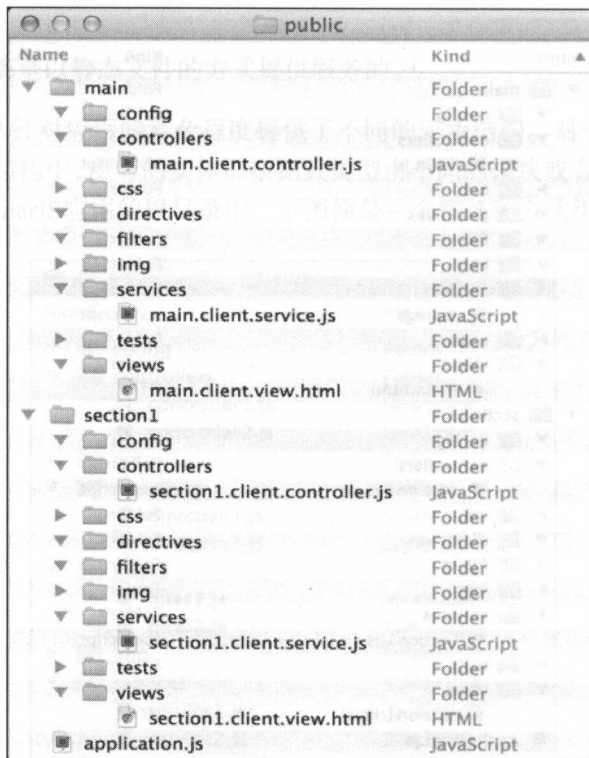 public
Name Kind
main Folder
config Folder
controllers Folder
main.client.controller.js JavaScript
css Folder
directives Folder
filters Folder
img Folder
services Folder
main.client.service.js JavaScript
tests Folder
views Folder
main.client.view.html HTML
section1 Folder
config Folder
controllers Folder
section1.client.controller.js JavaScript
css Folder
directives Folder
filters Folder
img Folder
services Folder
section1.client.service.js JavaScript
tests Folder
views Folder
section1.client.view.html HTML
application.js JavaScript